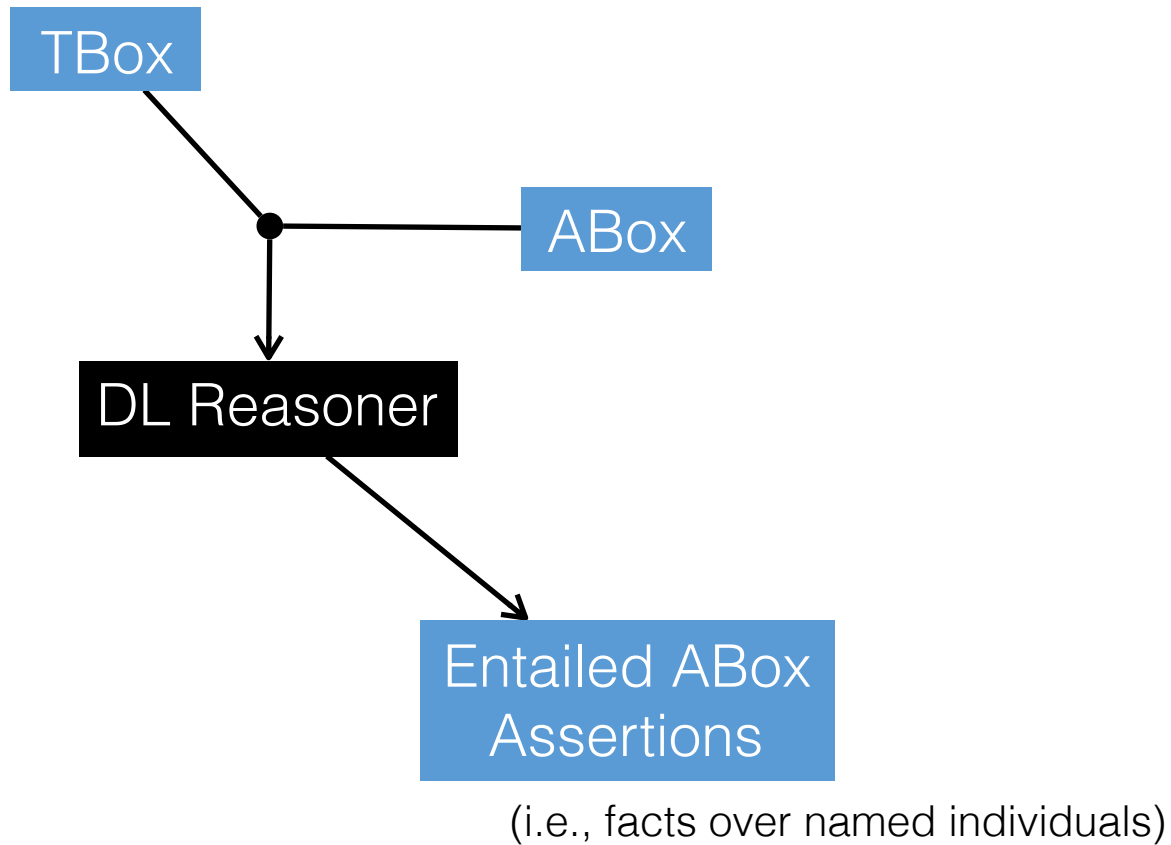 TBox
ABox
DL Reasoner
Entailed ABox
Assertions
(i.e., facts over named individuals)